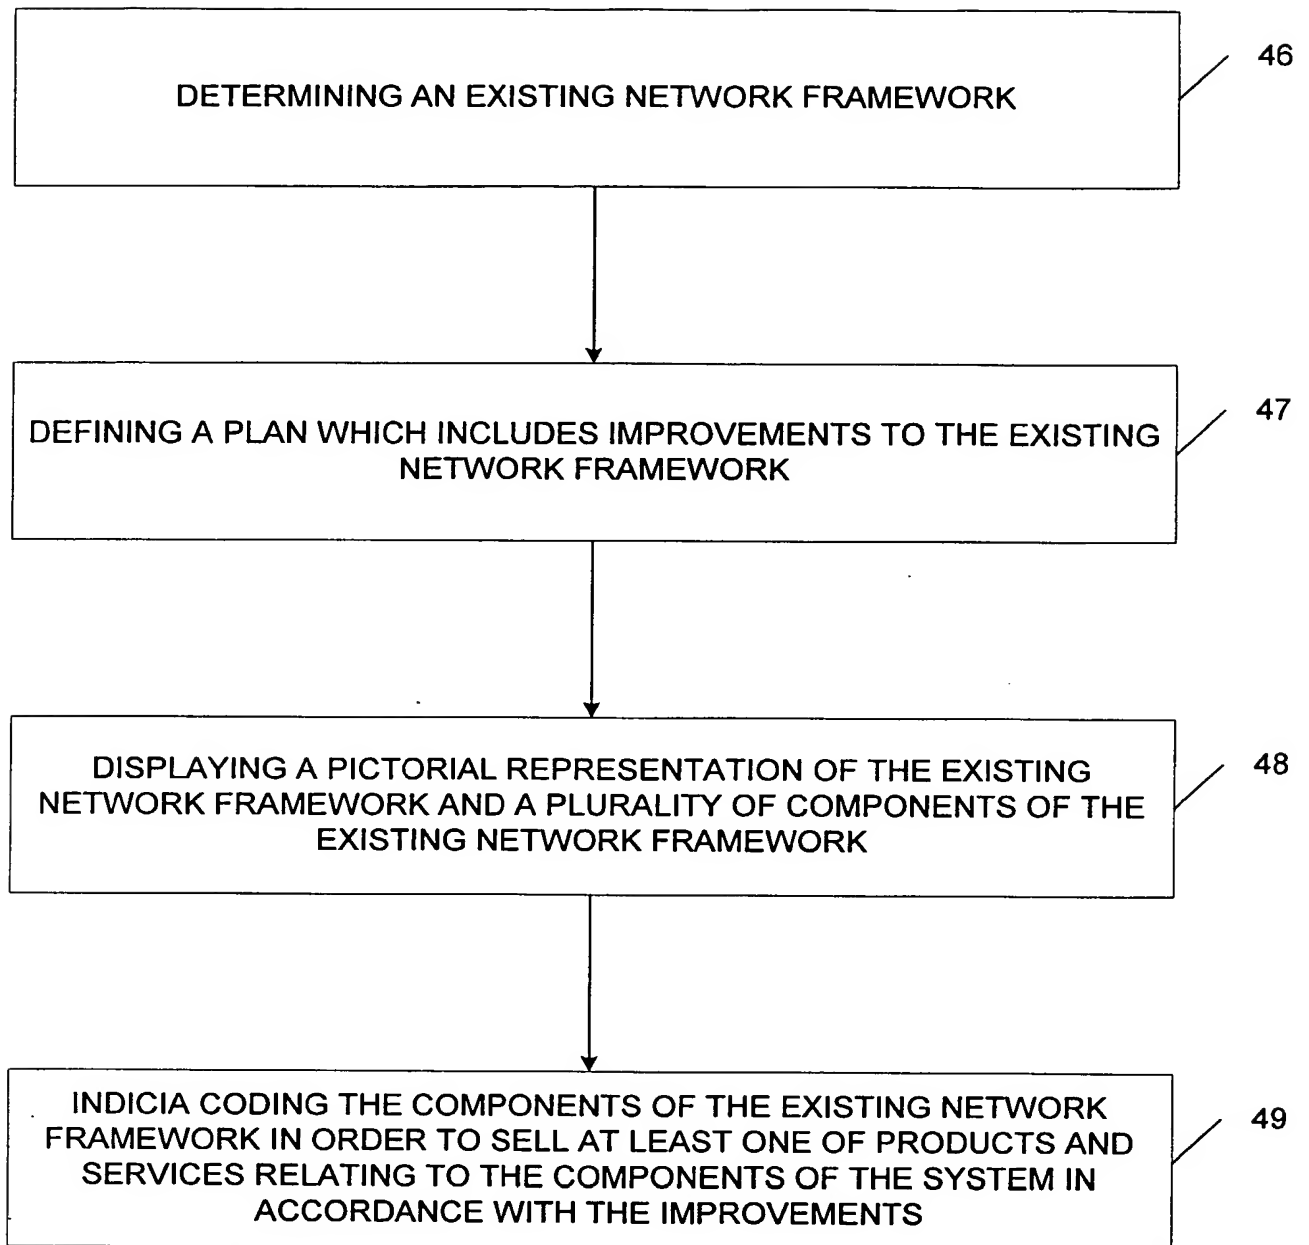 46
DETERMINING AN EXISTING NETWORK FRAMEWORK
47
DEFINING A PLAN WHICH INCLUDES IMPROVEMENTS TO THE EXISTING
NETWORK FRAMEWORK
48
DISPLAYING A PICTORIAL REPRESENTATION OF THE EXISTING
NETWORK FRAMEWORK AND A PLURALITY OF COMPONENTS OF THE
EXISTING NETWORK FRAMEWORK
49
INDICIA CODING THE COMPONENTS OF THE EXISTING NETWORK
FRAMEWORK IN ORDER TO SELL AT LEAST ONE OF PRODUCTS AND
SERVICES RELATING TO THE COMPONENTS OF THE SYSTEM IN
ACCORDANCE WITH THE IMPROVEMENTS